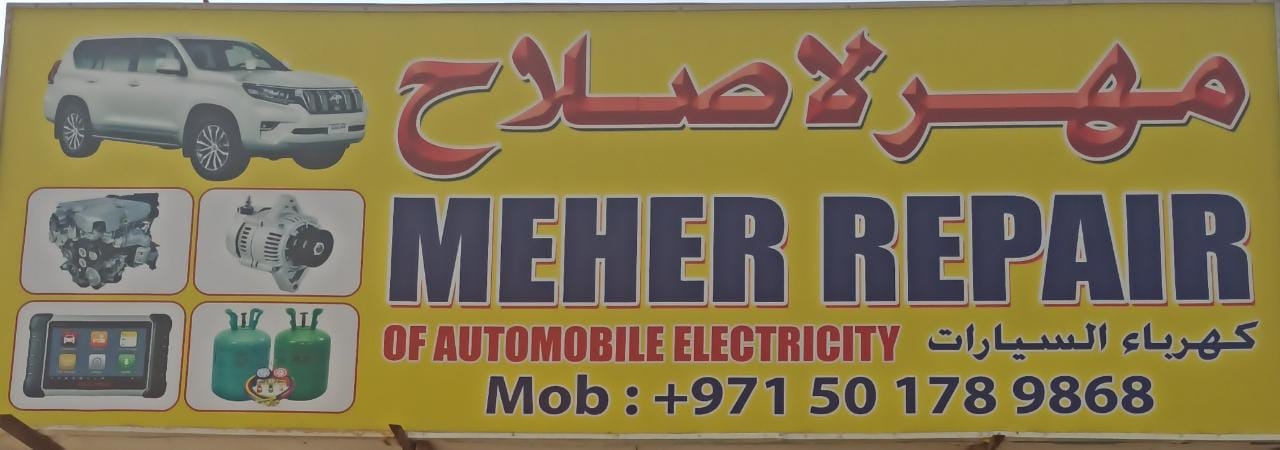 مهر لاصلاح
MEHER REPAIR
OF AUTOMOBILE ELECTRICITY كهرباء السيارات
Mob : +971 50 178 9868